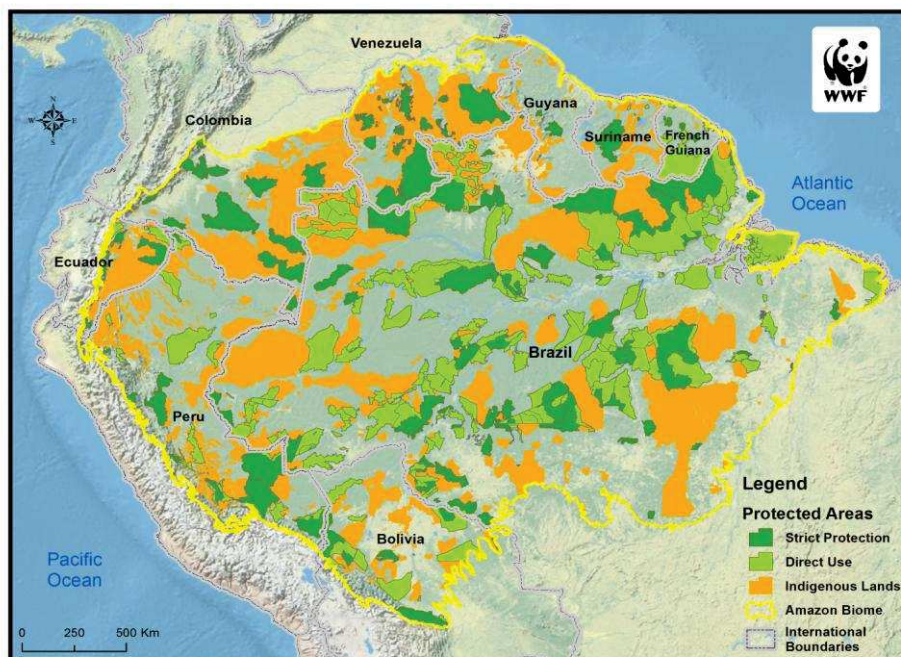 Venezuela
WWF
N
W E
S
Guyana
Colombia
Suriname
French
Guiana
Atlantic
Ocean
Ecuador
Brazil
Peru
Legend
Protected Areas
Strict Protection
Direct Use
Indigenous Lands
Amazon Biome
International
Boundaries
Bolivia
Pacific
Ocean
0 250 500 Km